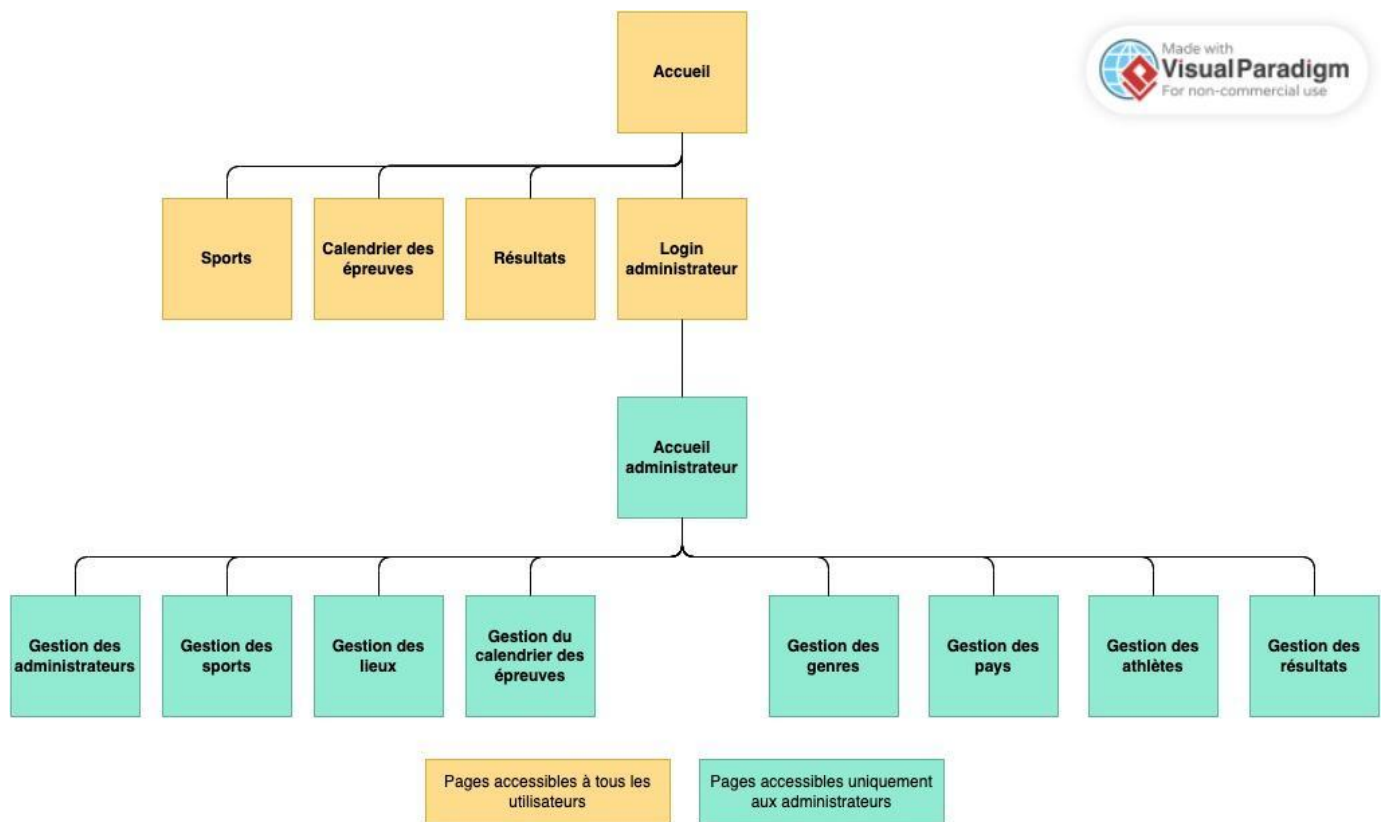 Accueil
Made with
Visual Paradigm
For non-commercial use
Sports
Calendrier des
épreuves
Résultats
Login
administrateur
Accueil
administrateur
Gestion des
administrateurs
Gestion des
sports
Gestion des
lieux
Gestion du
calendrier des
épreuves
Gestion des
genres
Gestion des
pays
Gestion des
athlètes
Gestion des
résultats
Pages accessibles à tous les
utilisateurs
Pages accessibles uniquement
aux administrateurs